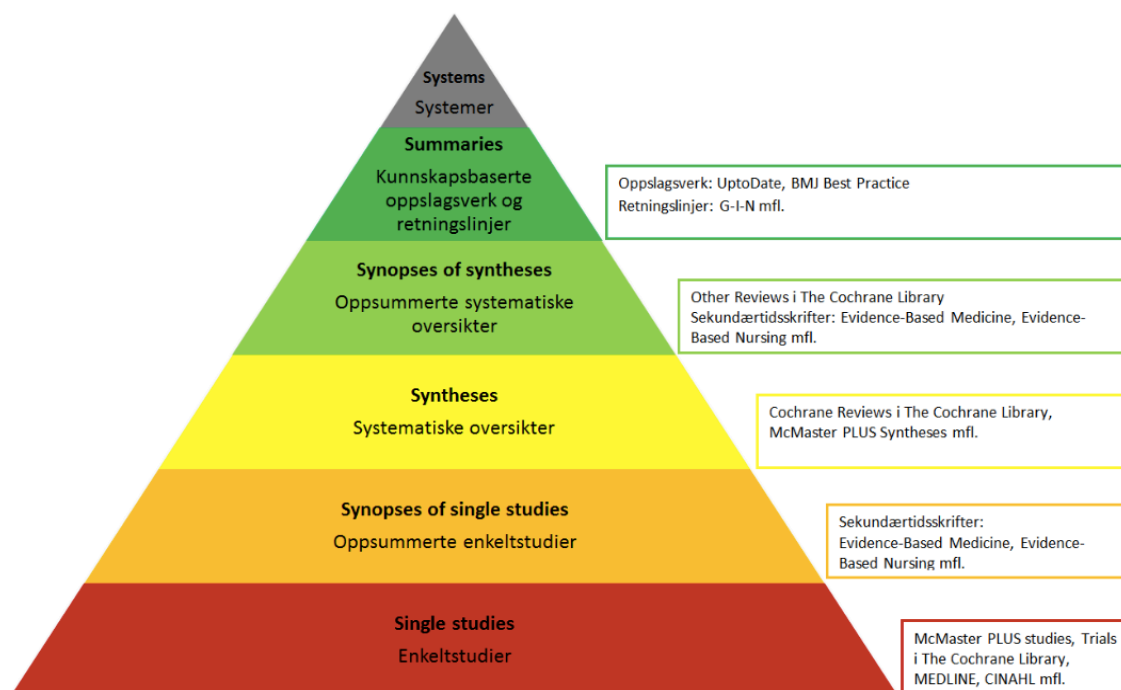 Systems
Systemer
Summaries
Kunnskapsbaserte
oppslagsverk og
retningslinjer
Oppslagsverk: UptoDate, BMJ Best Practice
Retningslinjer: G-I-N mfl.
Synopses of syntheses
Oppsummerte systematiske
oversikter
Other Reviews i The Cochrane Library
Sekundærtidsskrifter: Evidence-Based Medicine, Evidence-
Based Nursing mfl.
Syntheses
Systematiske oversikter
Cochrane Reviews i The Cochrane Library,
McMaster PLUS Syntheses mfl.
Synopses of single studies
Oppsummerte enkeltstudier
Sekundærtidsskrifter:
Evidence-Based Medicine, Evidence-
Based Nursing mfl.
Single studies
Enkeltstudier
McMaster PLUS studies, Trials
i The Cochrane Library,
MEDLINE, CINAHL mfl.